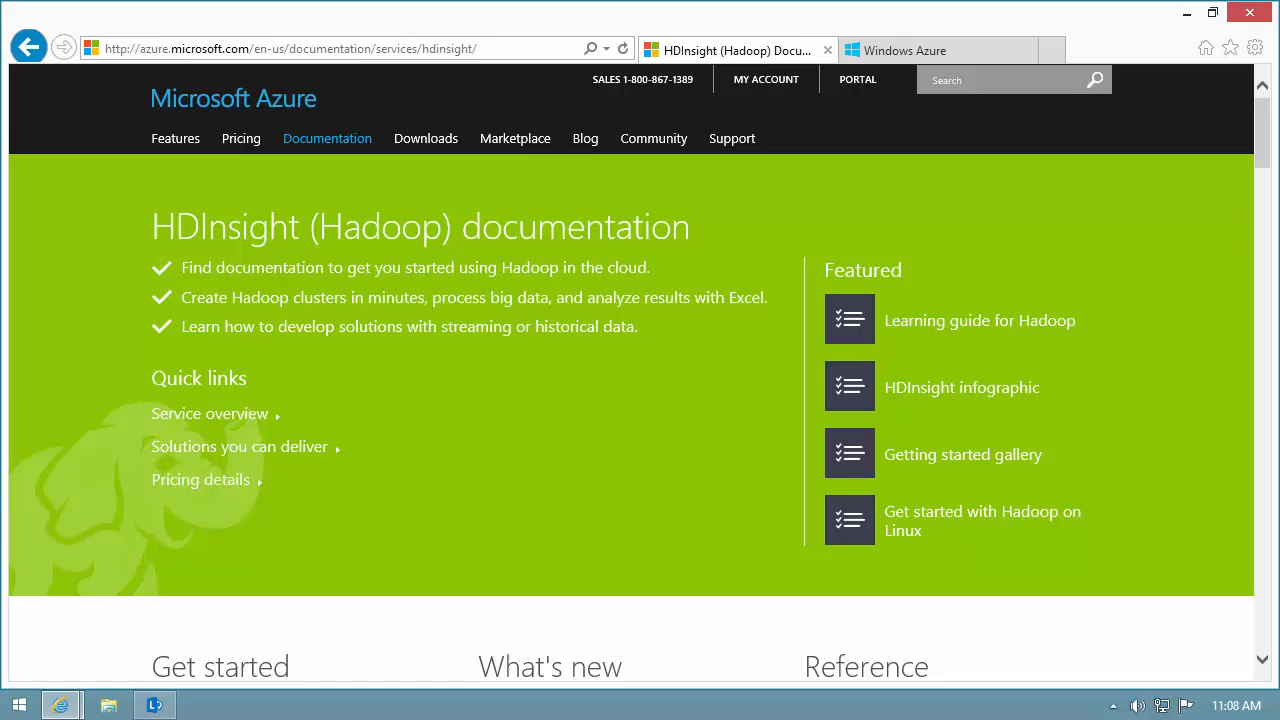 http://azure.microsoft.com/en-us/documentation/services/hdinsight/
HDInsight (Hadoop) Docu...
Windows Azure
SALES 1-800-867-1389
MY ACCOUNT
PORTAL
Search
Microsoft Azure
Features
Pricing
Documentation
Downloads
Marketplace
Blog
Community
Support
HDInsight (Hadoop) documentation
Find documentation to get you started using Hadoop in the cloud.
Create Hadoop clusters in minutes, process big data, and analyze results with Excel.
Learn how to develop solutions with streaming or historical data.
Quick links
Service overview
Solutions you can deliver
Pricing details
Featured
Learning guide for Hadoop
HDInsight infographic
Getting started gallery
Get started with Hadoop on
Linux
Get started
What's new
Reference
11:08 AM